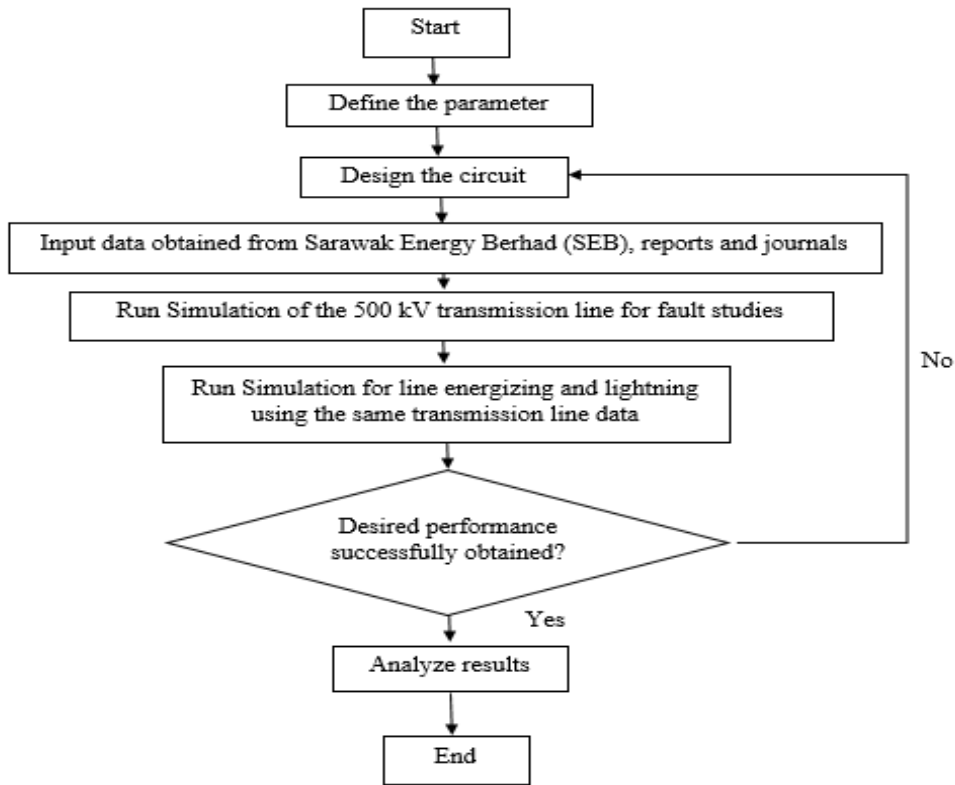 Start
Define the parameter
Design the circuit
Input data obtained from Sarawak Energy Berhad (SEB), reports and journals
Run Simulation of the 500 kV transmission line for fault studies
Run Simulation for line energizing and lightning
using the same transmission line data
No
Desired performance
successfully obtained?
Yes
Analyze results
End